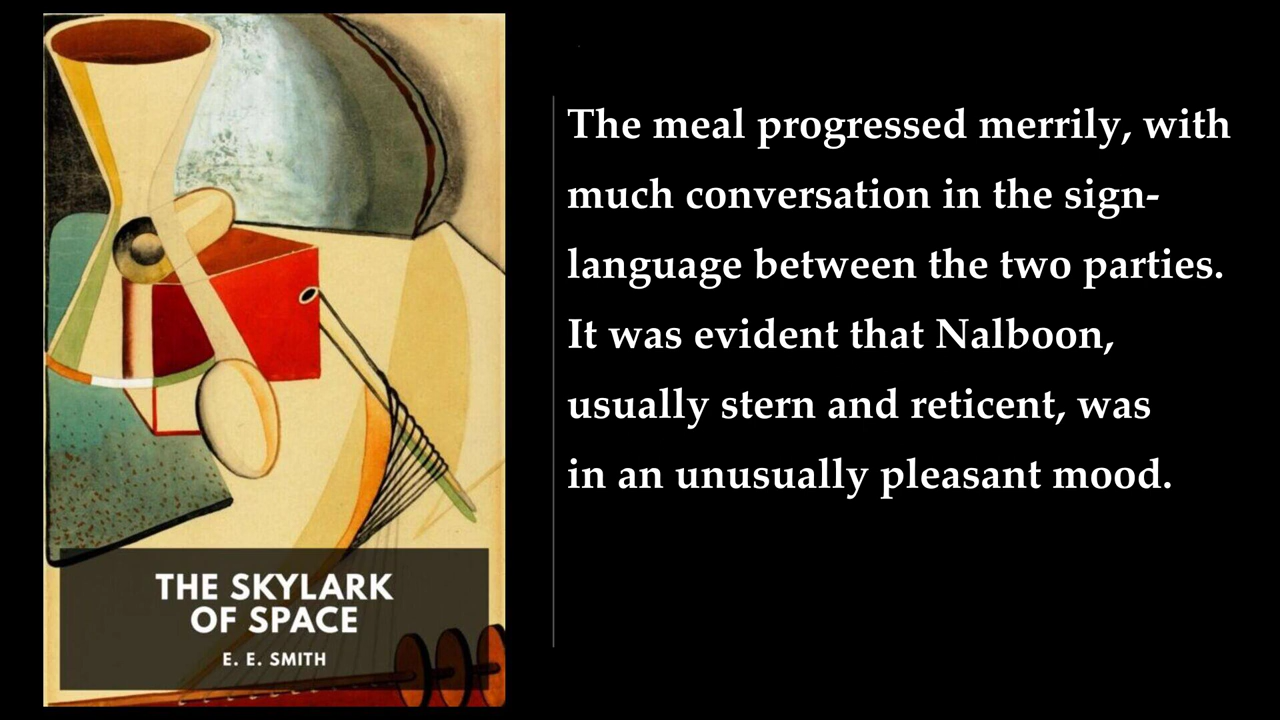 The meal progressed merrily, with
much conversation in the sign-
language between the two parties.
It was evident that Nalboon,
usually stern and reticent, was
in an unusually pleasant mood.
THE SKYLARK
OF SPACE
E. E. SMITH